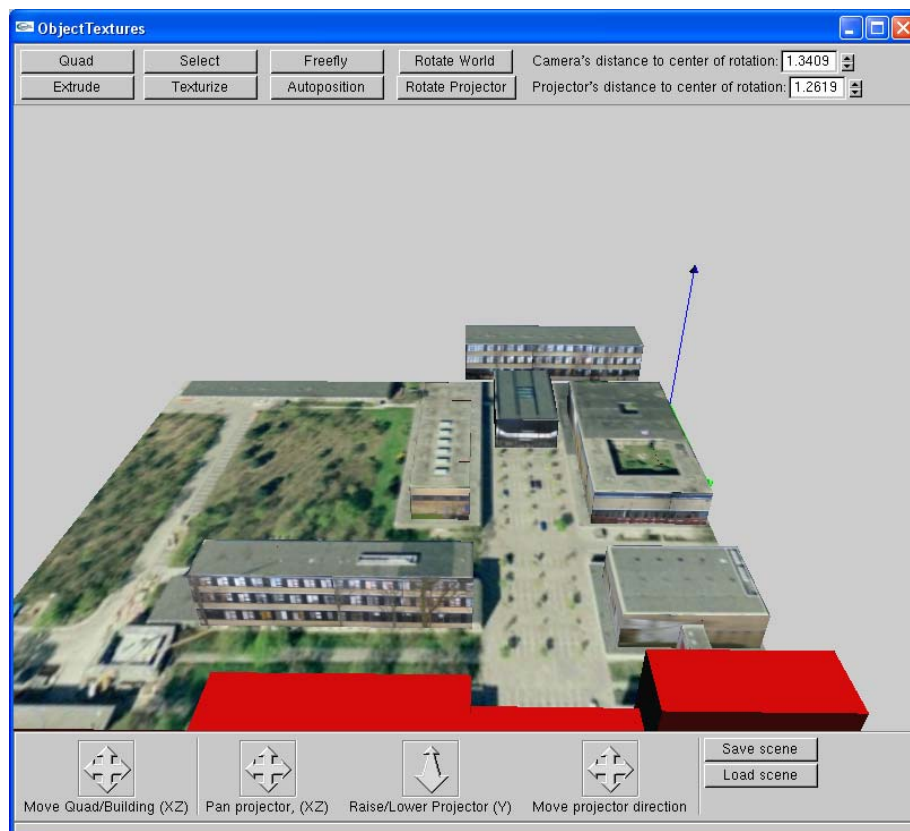 ObjectTextures
Quad Select Freefly Rotate World Camera's distance to center of rotation: 1.3409
Extrude Texturize Autoposition Rotate Projector Projector's distance to center of rotation: 1.2619
Save scene
Load scene
Move Quad/Building (XZ) Pan projector, (XZ) Raise/Lower Projector (Y) Move projector direction